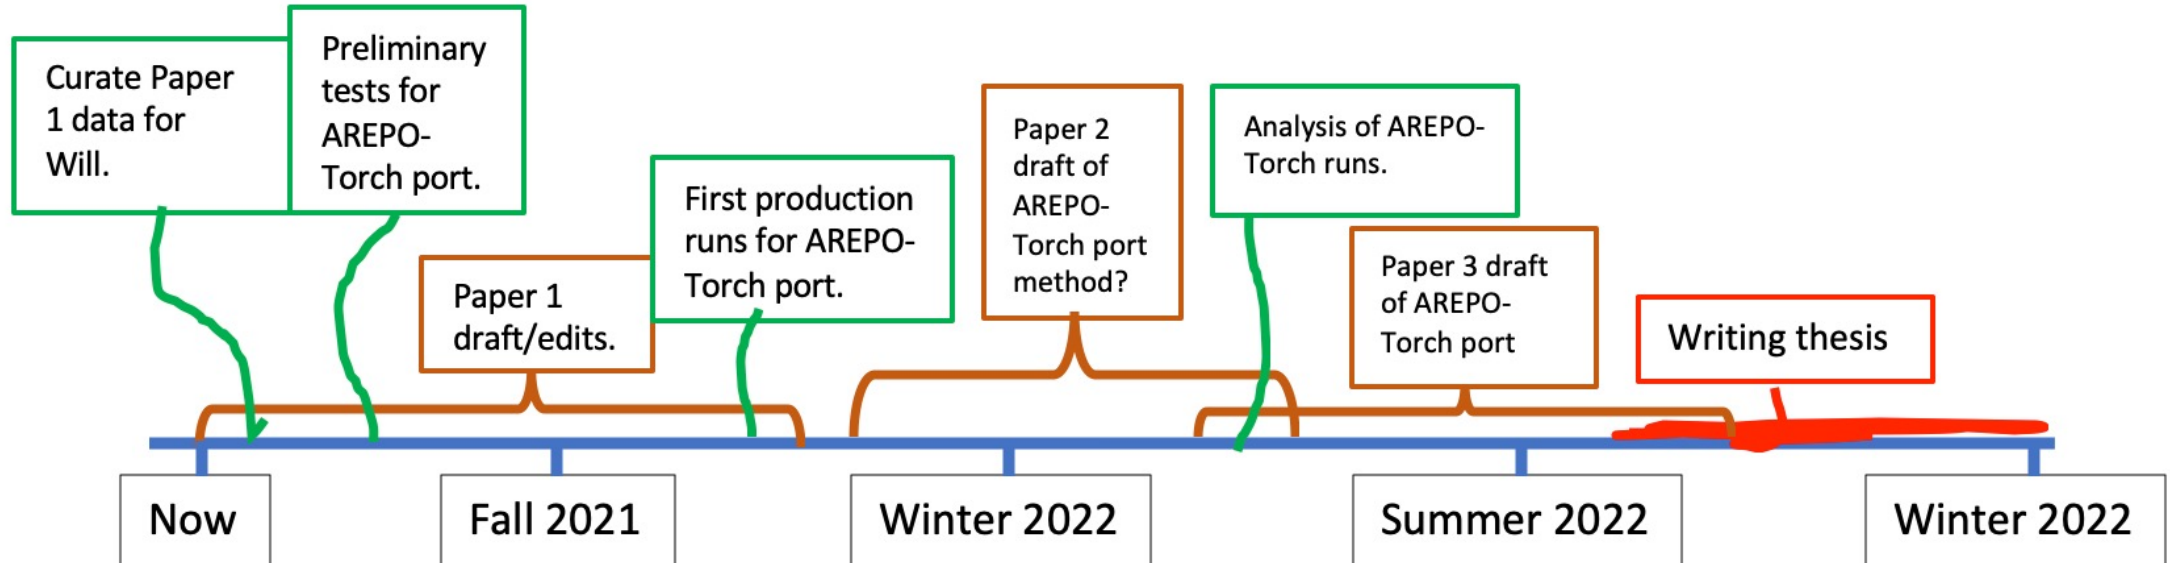 Curate Paper
1 data for
Will.
Preliminary
tests for
AREPO-
Torch port.
Paper 1
draft/edits.
First production
runs for AREPO-
Torch port.
Paper 2
draft of
AREPO-
Torch port
method?
Analysis of AREPO-
Torch runs.
Paper 3 draft
of AREPO-
Torch port
Writing thesis
Now
Fall 2021
Winter 2022
Summer 2022
Winter 2022